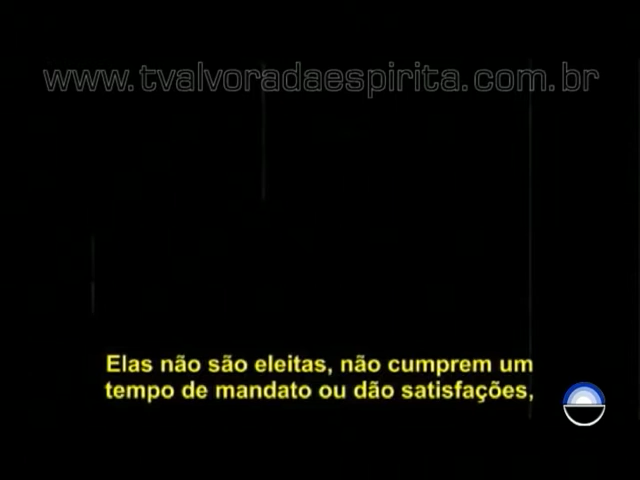 www.tvalvoradaespirita.com.br
Elas não são eleitas, não cumprem um
tempo de mandato ou dão satisfações,